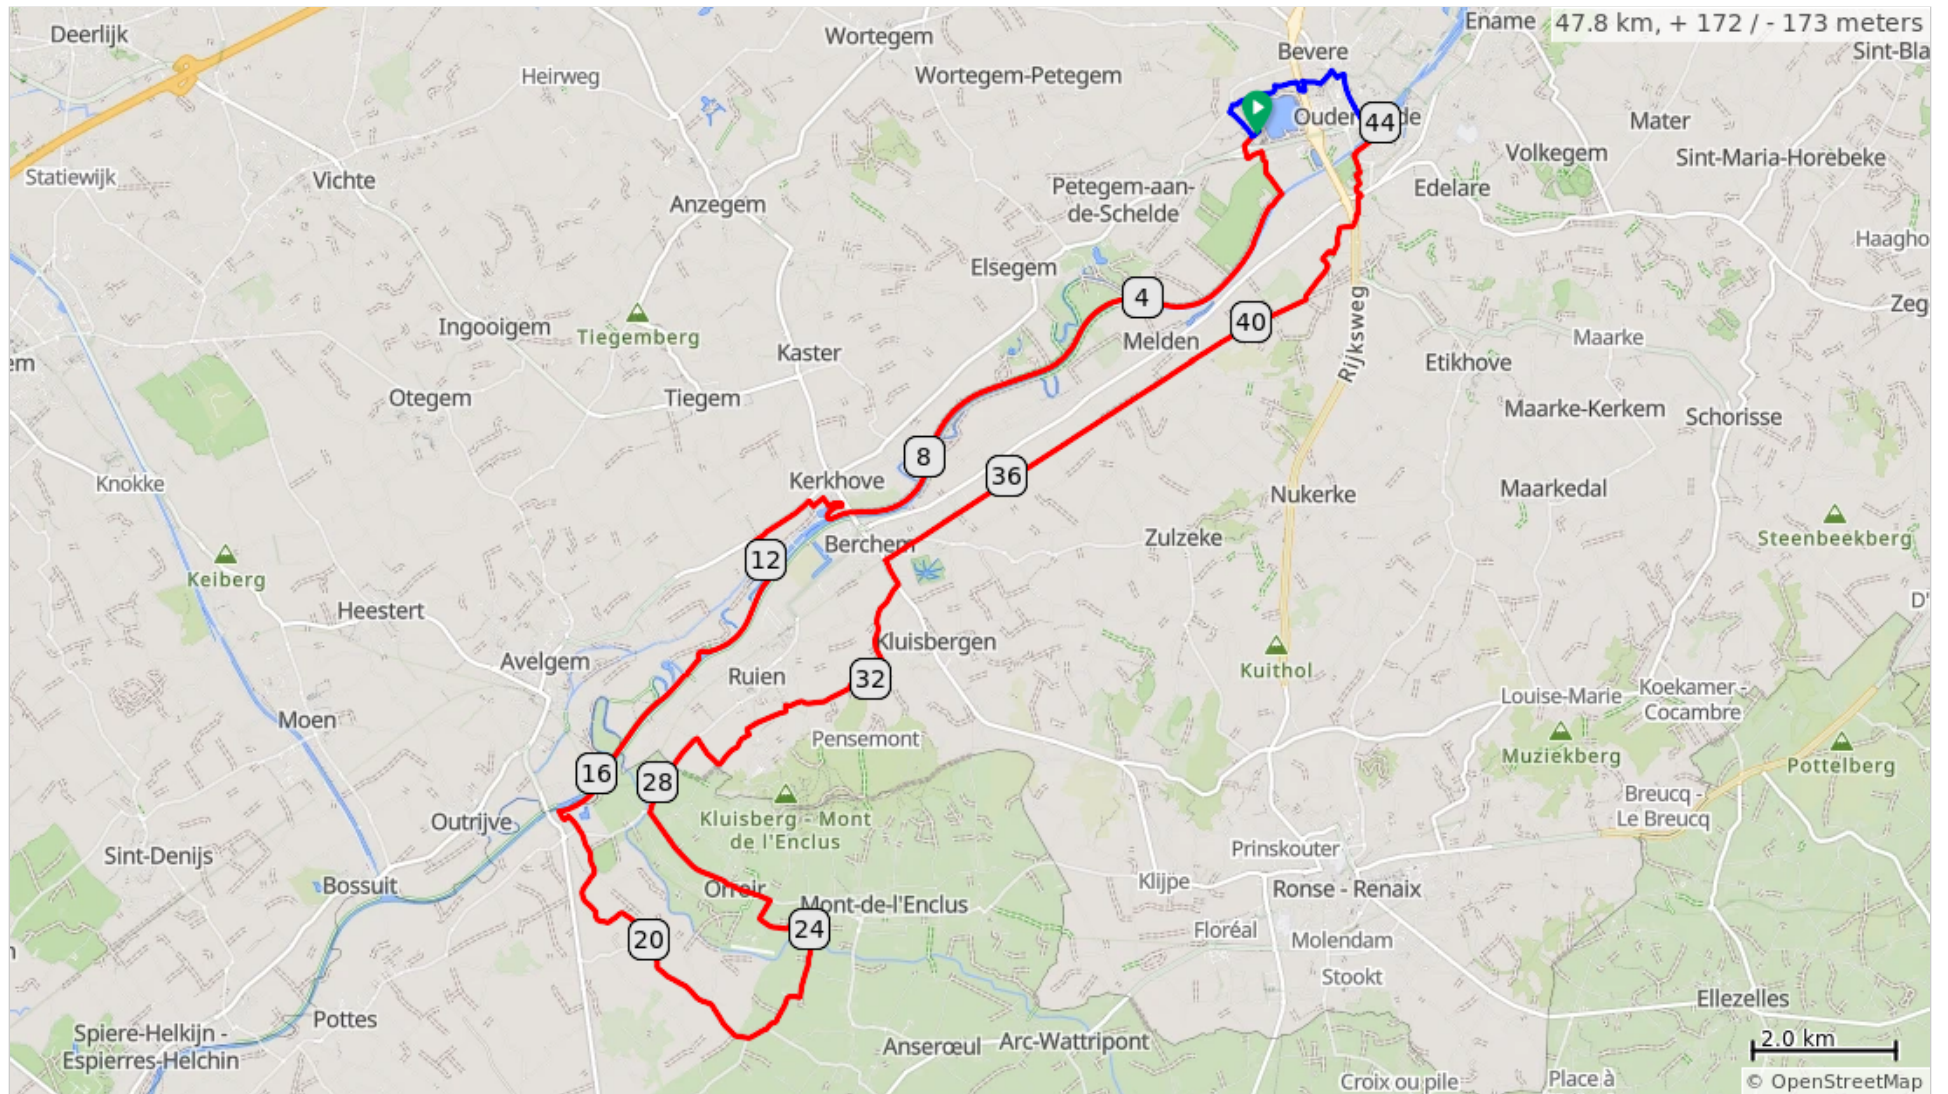 Deerlijk
Wortegem
Ename
47.8 km, + 172 / - 173 meters
Bevere
Sint-Bla
Heirweg
Wortegem-Petegem
Oudenaarde
44
Mater
Volkegem
Sint-Maria-Horebeke
Statiewijk
Vichte
Petegem-aan-
de-Schelde
Edelare
Anzegem
Haagho
Elsegem
4
Zeg
Ingooigem
Tiegemberg
40
Rijksweg
Melden
Maarke
em
Kaster
Etikhove
Otegem
Tiegem
Maarke-Kerkem
Schorisse
8
Knokke
Kerkhove
36
Nukerke
Maarkedal
Steenbeekberg
12
Berchem
Zulzeke
Keiberg
Heestert
D'
Kluisbergen
Avelgem
Kuithol
Ruien
32
Louise-Marie
Koekamer -
Cocambre
Moen
Pensemont
Muziekberg
Pottelberg
16
28
Outrijve
Kluisberg - Mont
de l'Enclus
Breucq -
Le Breucq
Sint-Denijs
Prinskouter
Bossuit
Orroir
Mont-de-l'Enclus
Klijpe
Ronse - Renaix
20
24
Floréal
Molendam
Stookt
Ellezelles
Pottes
Spiere-Helkijn -
Espierres-Helchin
Anserœul
Arc-Wattripont
2.0 km
Croix ou pile
Place à
© OpenStreetMap